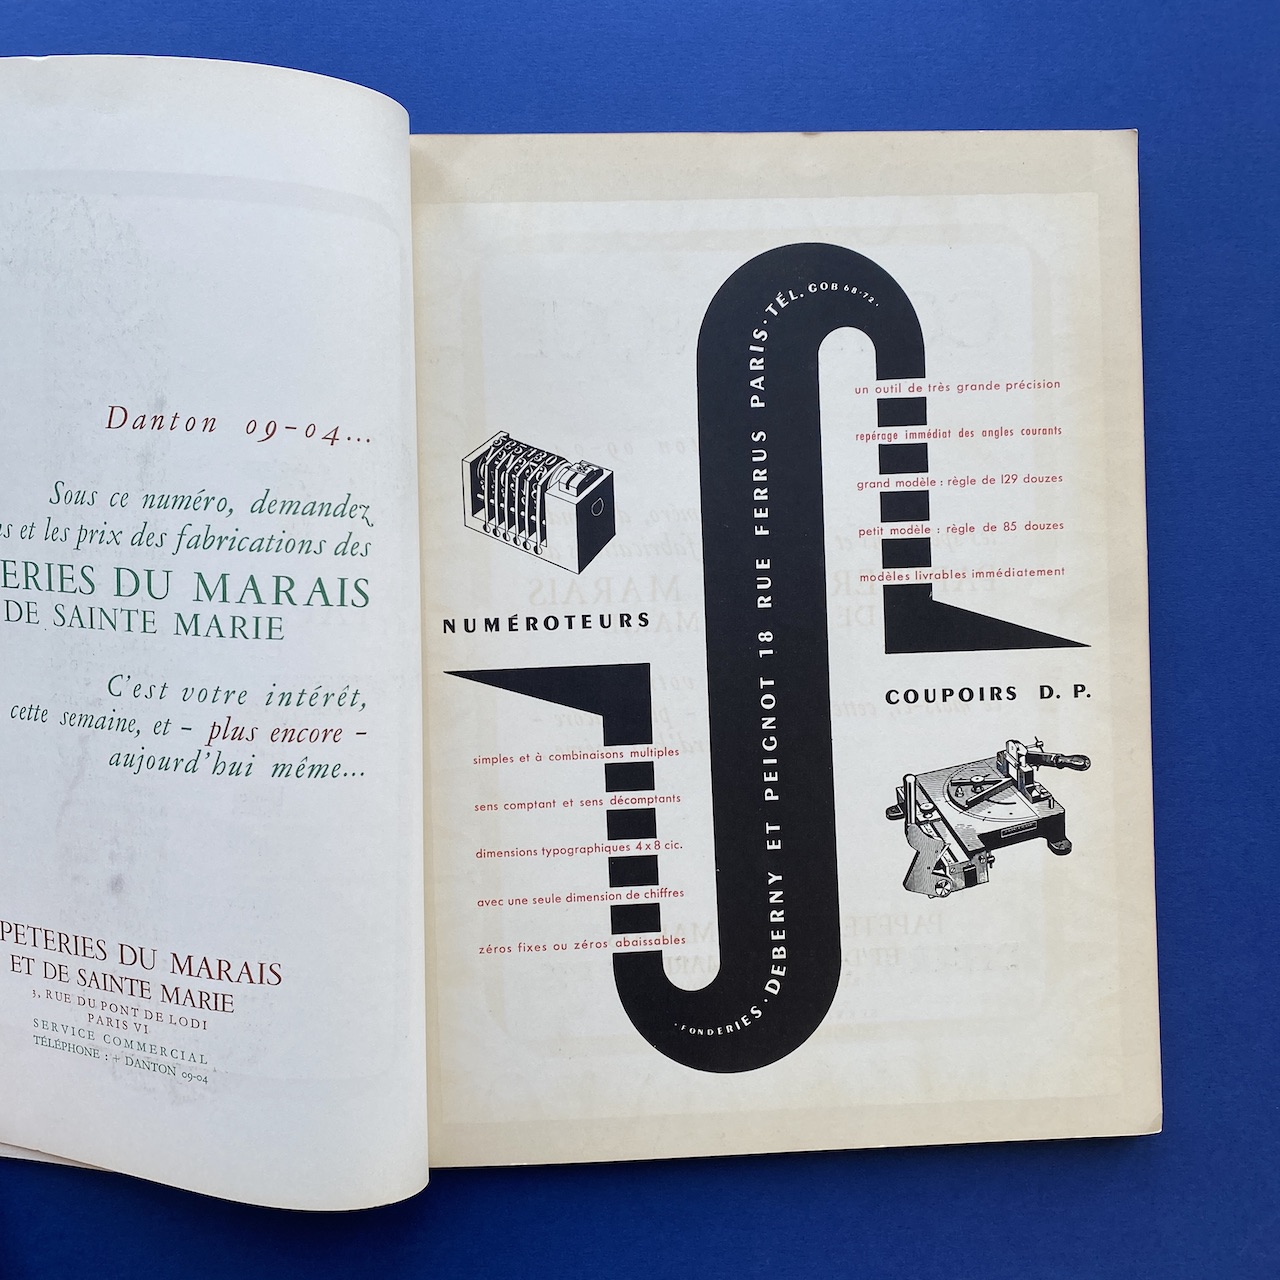 Danton 09-04...
Sous ce numéro, demandez
et les prix des fabrications des
DU MARAIS
DE SAINTE MARIE
C'est votre intérêt,
cette semaine, et - plus encore -
aujourd'hui même...
DU MARAIS
ET DE SAINTE MARIE
3, RUE DU PONT DE LODI
PARIS VI
SERVICE COMMERCIAL
TÉLÉPHONE : + DANTON 09-04
NUMÉROTEURS
simples et à combinaisons multiples
sens comptant et sens décomptants
dimensions typographiques 4x8 cic.
avec une seule dimension de chiffres
zéros fixes ou zéros abaissables
· FONDERIES · DEBERNY ET PEIGNOT 18 RUE FERRUS PARIS · TÉL. GOB 68-72 ·
un outil de très grande précision
repérage immédiat des angles courants
grand modèle : règle de 129 douzes
petit modèle : règle de 85 douzes
modèles livrables immédiatement
COUPOIRS D. P.